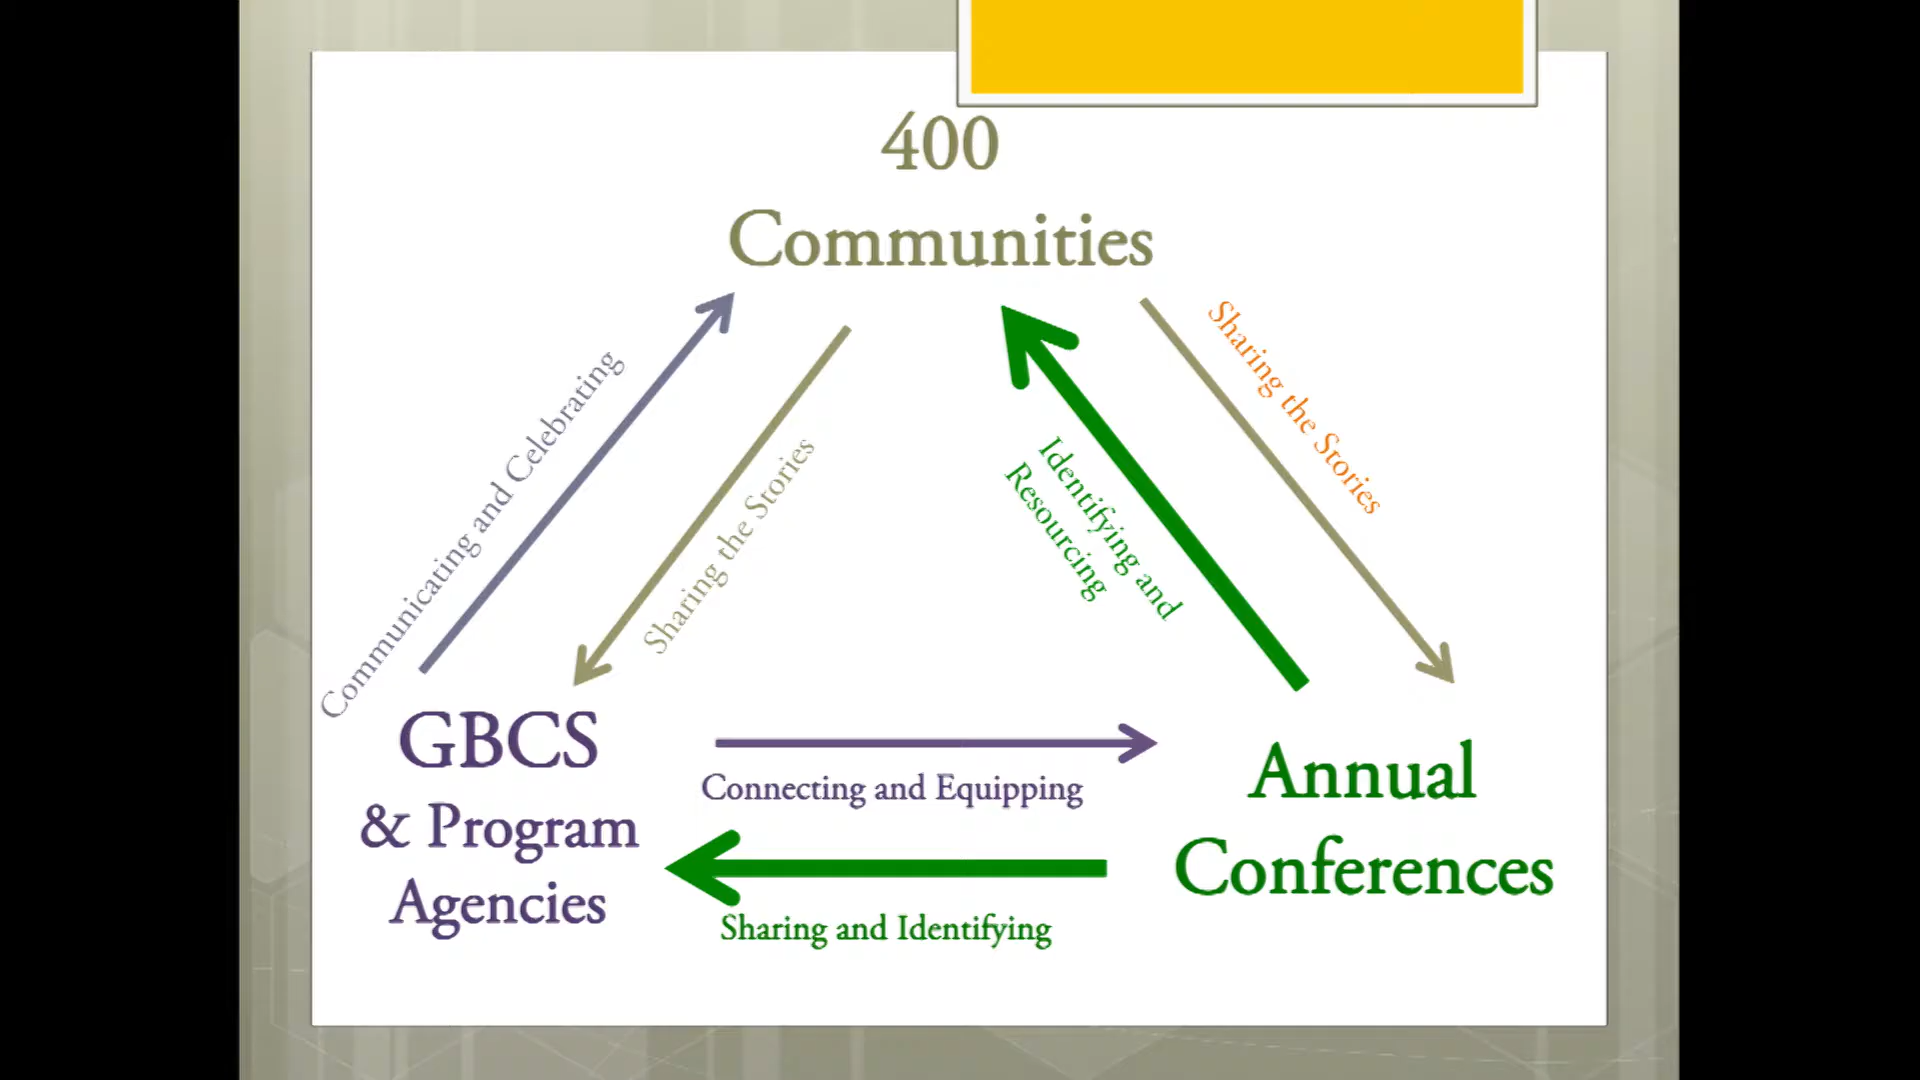 400
Communities
Communicating and Celebrating
Sharing the Stories
Identifying and
Resourcing
Sharing the Stories
GBCS
& Program
Agencies
Connecting and Equipping
Sharing and Identifying
Annual
Conferences